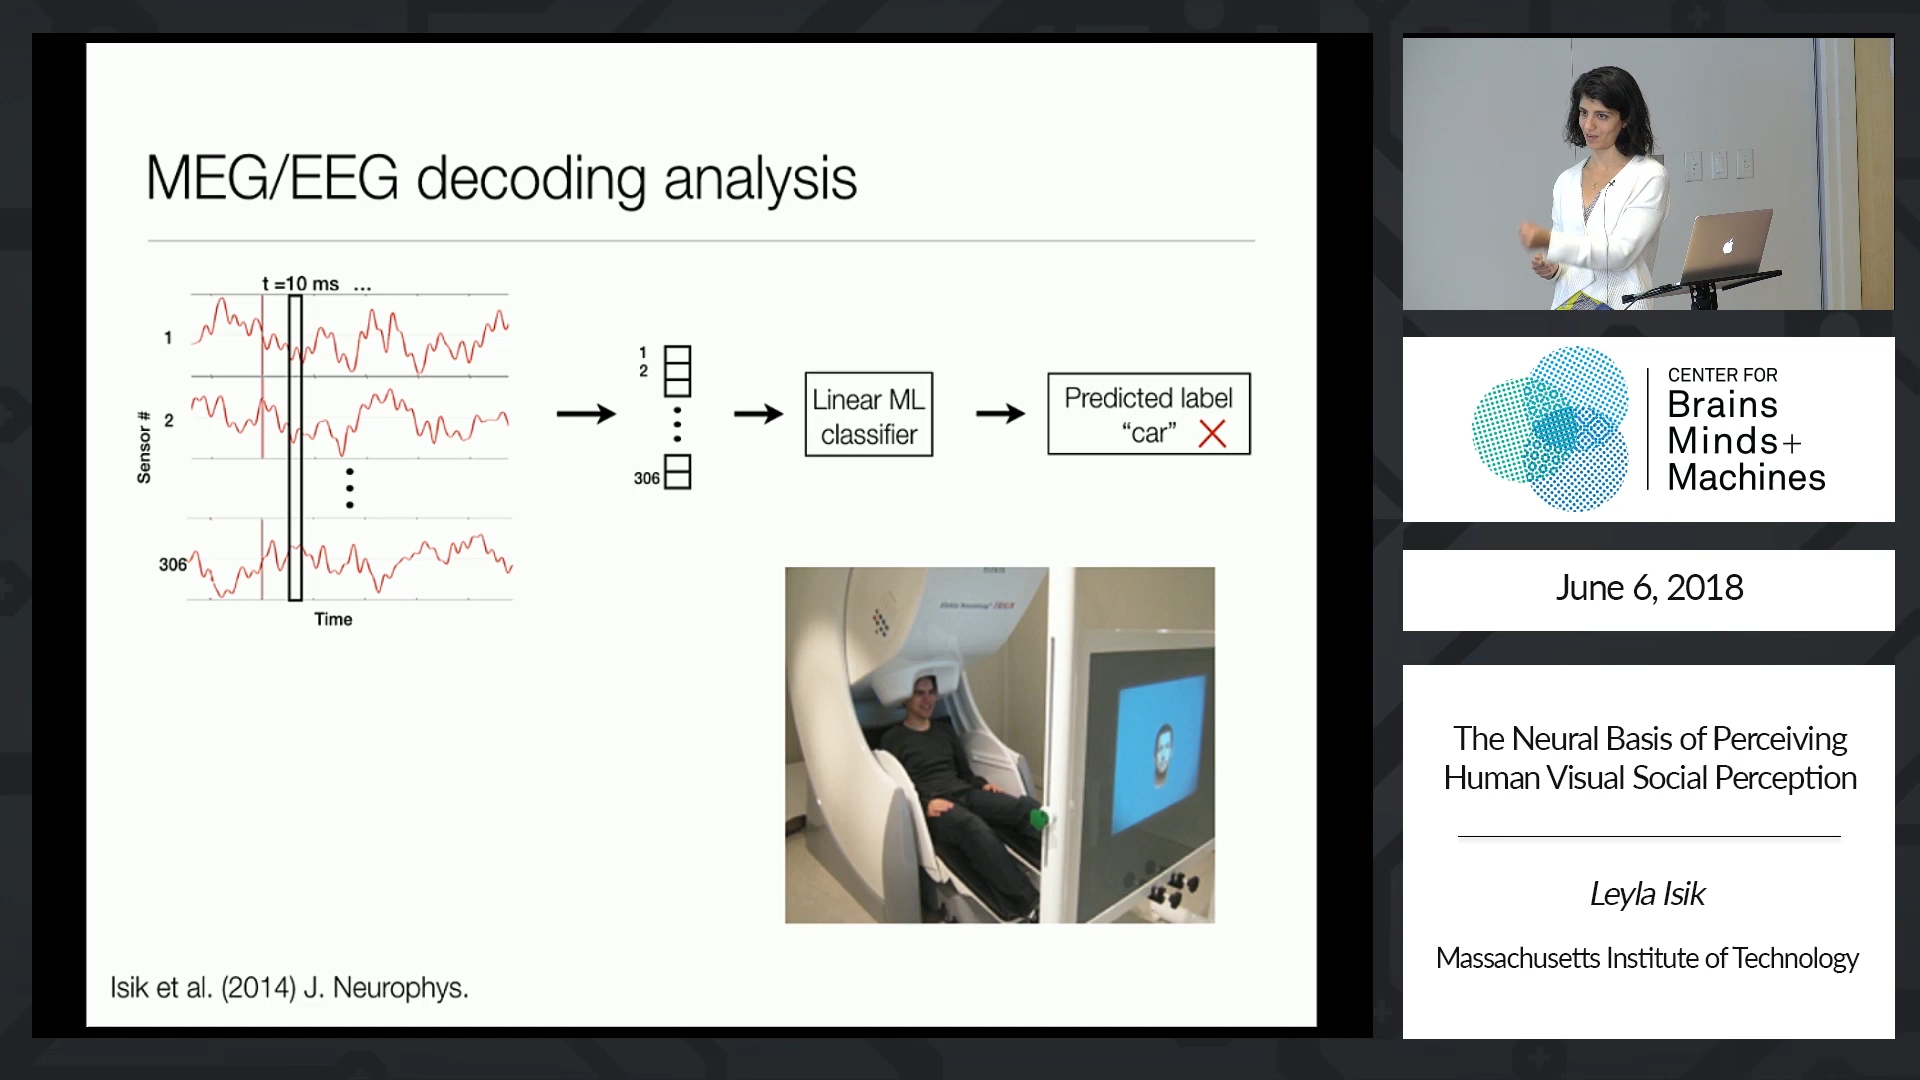 MEG/EEG decoding analysis
t =10 ms ...
1
2
306
Sensor #
Time
1
2
306
Linear ML
classifier
Predicted label
“car”
Isik et al. (2014) J. Neurophys.
CENTER FOR
Brains
Minds+
Machines
June 6, 2018
The Neural Basis of Perceiving
Human Visual Social Perception
Leyla Isik
Massachusetts Institute of Technology